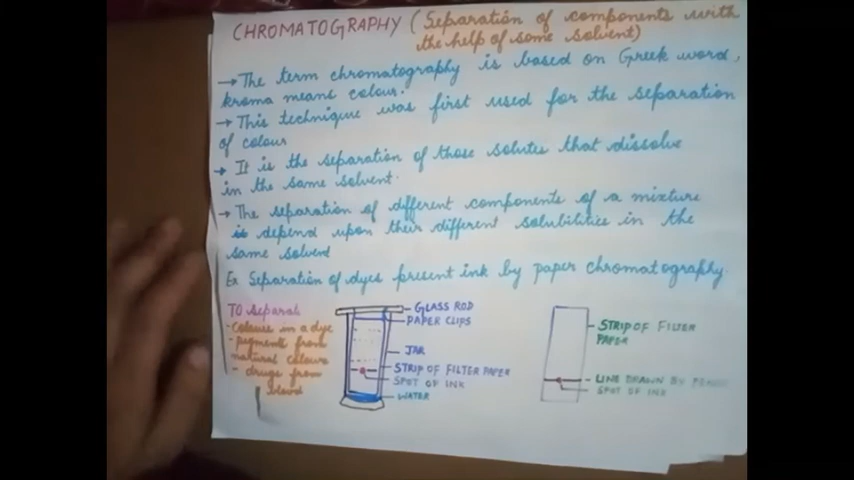 CHROMATOGRAPHY (Separation of components with
the help of some solvent)
→ The term chromatography is based on Greek word,
kroma means colour.
→ This technique was first used for the separation
of colour
→ It is the separation of those solutes that dissolve
in the same solvent.
→ The separation of different components of a mixture
is depend upon their different solubilities in the
same solvent
Ex Separation of dyes present ink by paper chromatography.
TO separat
- Colours in a dye
- pigments from
natural colours
- drugs from
blood
GLASS ROD
PAPER CLIPS
JAR
STRIP OF FILTER PAPER
SPOT OF INK
WATER
STRIP OF FILTER
PAPER
LINE DRAWN BY PENCIL
SPOT OF INK